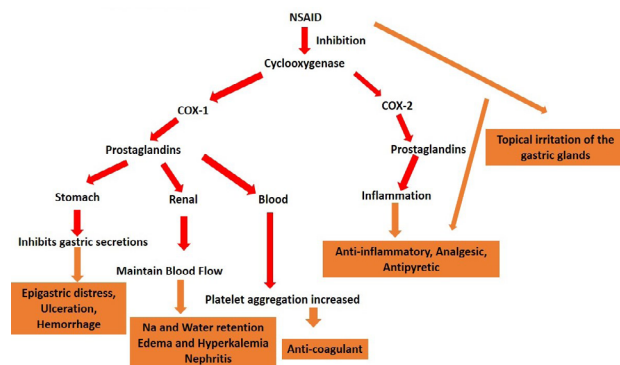 NSAID
Inhibition
Cyclooxygenase
COX-1
COX-2
Topical irritation of the
gastric glands
Prostaglandins
Prostaglandins
Stomach
Renal
Blood
Inflammation
Inhibits gastric secretions
Anti-inflammatory, Analgesic,
Antipyretic
Maintain Blood Flow
Epigastric distress,
Ulceration,
Hemorrhage
Platelet aggregation increased
Na and Water retention
Edema and Hyperkalemia
Nephritis
Anti-coagulant